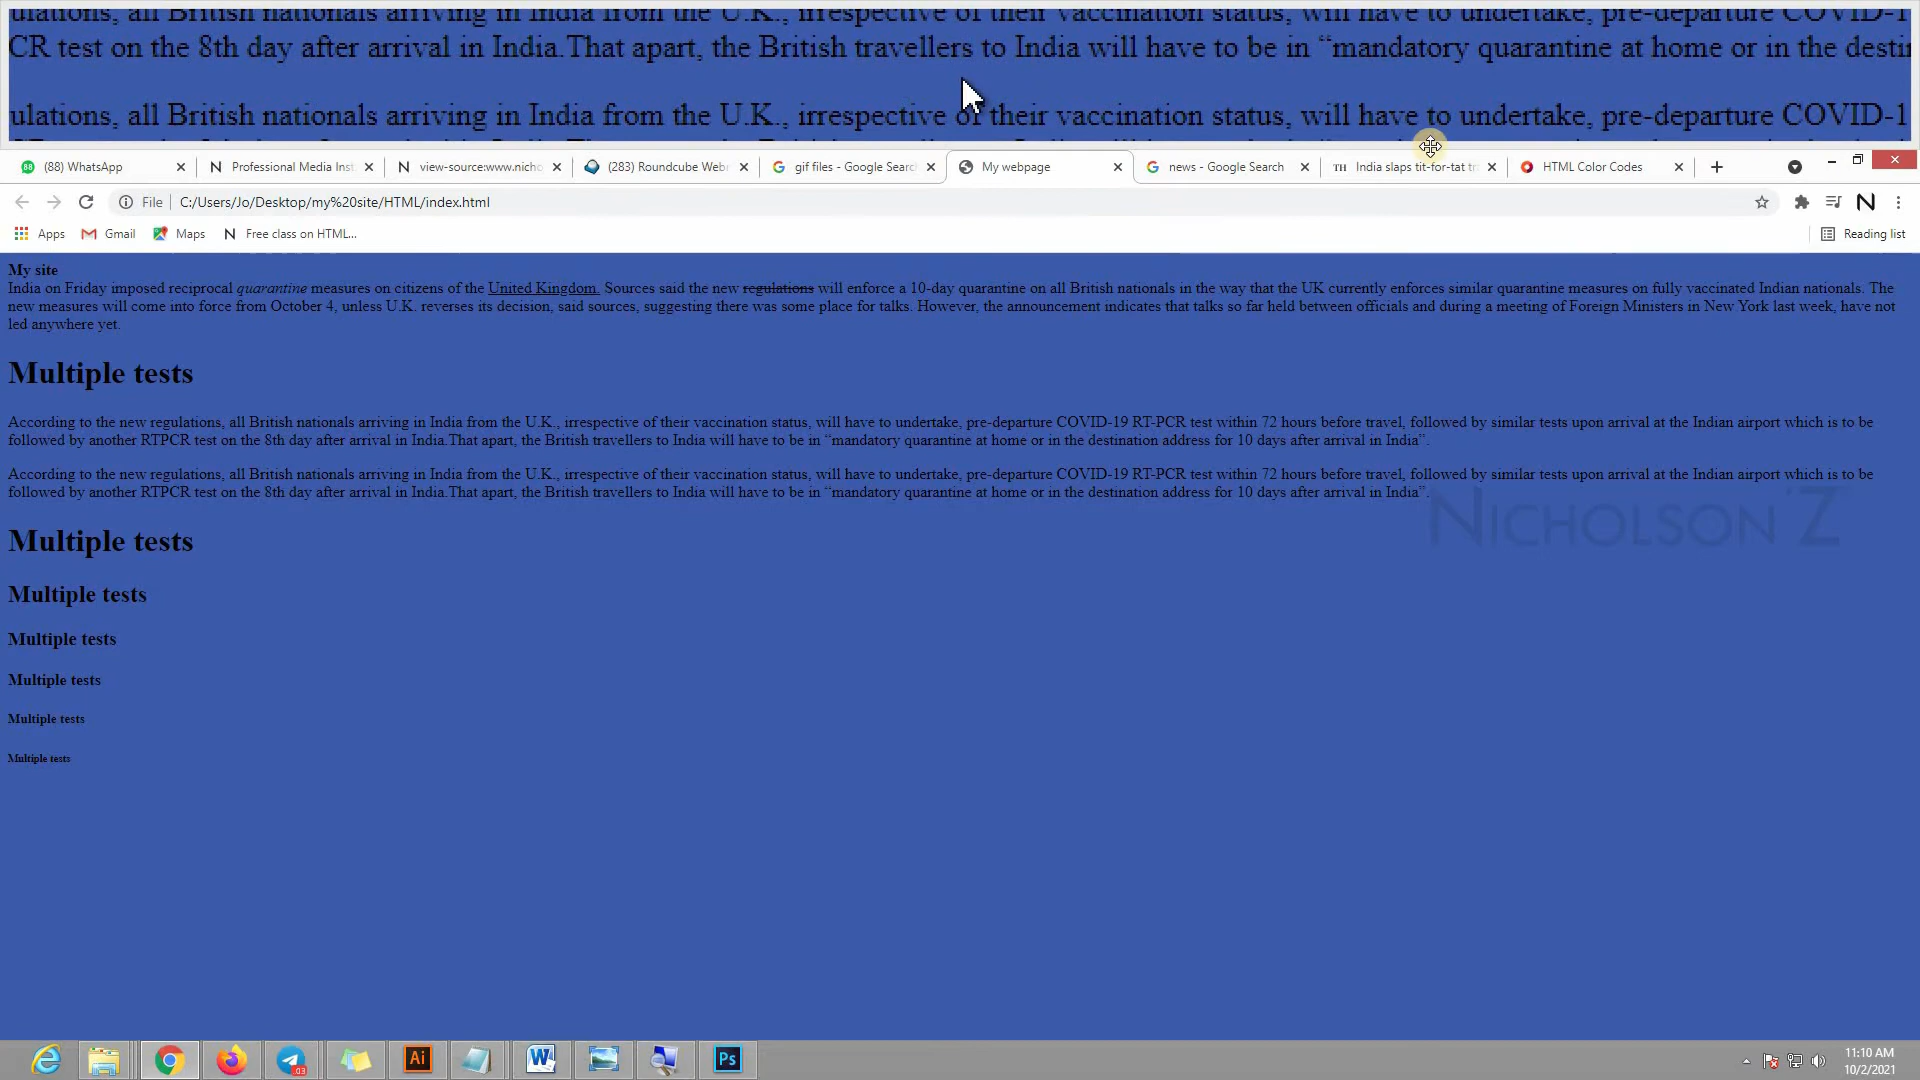 ulations, all British nationals arriving in India from the U.K., irrespective of their vaccination status, will have to undertake, pre-departure COVID-1
CR test on the 8th day after arrival in India.That apart, the British travellers to India will have to be in “mandatory quarantine at home or in the destin
ulations, all British nationals arriving in India from the U.K., irrespective of their vaccination status, will have to undertake, pre-departure COVID-1
(88) WhatsApp
Professional Media Inst
view-source:www.nicho
(283) Roundcube Web
gif files - Google Searc
My webpage
news - Google Search
TH India slaps tit-for-tat tr
HTML Color Codes
File C:/Users/Jo/Desktop/my%20site/HTML/index.html
Apps Gmail Maps Free class on HTML... Reading list
My site
India on Friday imposed reciprocal quarantine measures on citizens of the United Kingdom. Sources said the new regulations will enforce a 10-day quarantine on all British nationals in the way that the UK currently enforces similar quarantine measures on fully vaccinated Indian nationals. The
new measures will come into force from October 4, unless U.K. reverses its decision, said sources, suggesting there was some place for talks. However, the announcement indicates that talks so far held between officials and during a meeting of Foreign Ministers in New York last week, have not
led anywhere yet.
Multiple tests
According to the new regulations, all British nationals arriving in India from the U.K., irrespective of their vaccination status, will have to undertake, pre-departure COVID-19 RT-PCR test within 72 hours before travel, followed by similar tests upon arrival at the Indian airport which is to be
followed by another RTPCR test on the 8th day after arrival in India.That apart, the British travellers to India will have to be in “mandatory quarantine at home or in the destination address for 10 days after arrival in India”.
According to the new regulations, all British nationals arriving in India from the U.K., irrespective of their vaccination status, will have to undertake, pre-departure COVID-19 RT-PCR test within 72 hours before travel, followed by similar tests upon arrival at the Indian airport which is to be
followed by another RTPCR test on the 8th day after arrival in India.That apart, the British travellers to India will have to be in “mandatory quarantine at home or in the destination address for 10 days after arrival in India”.
NICHOLSON'Z
Multiple tests
Multiple tests
Multiple tests
Multiple tests
Multiple tests
Multiple tests
11:10 AM
10/2/2021